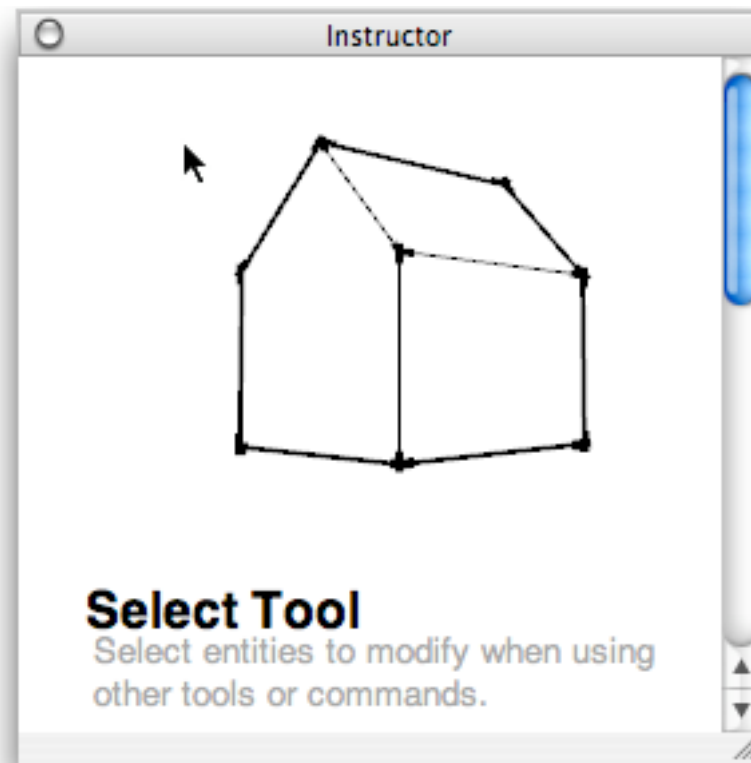 Instructor
Select Tool
Select entities to modify when using
other tools or commands.